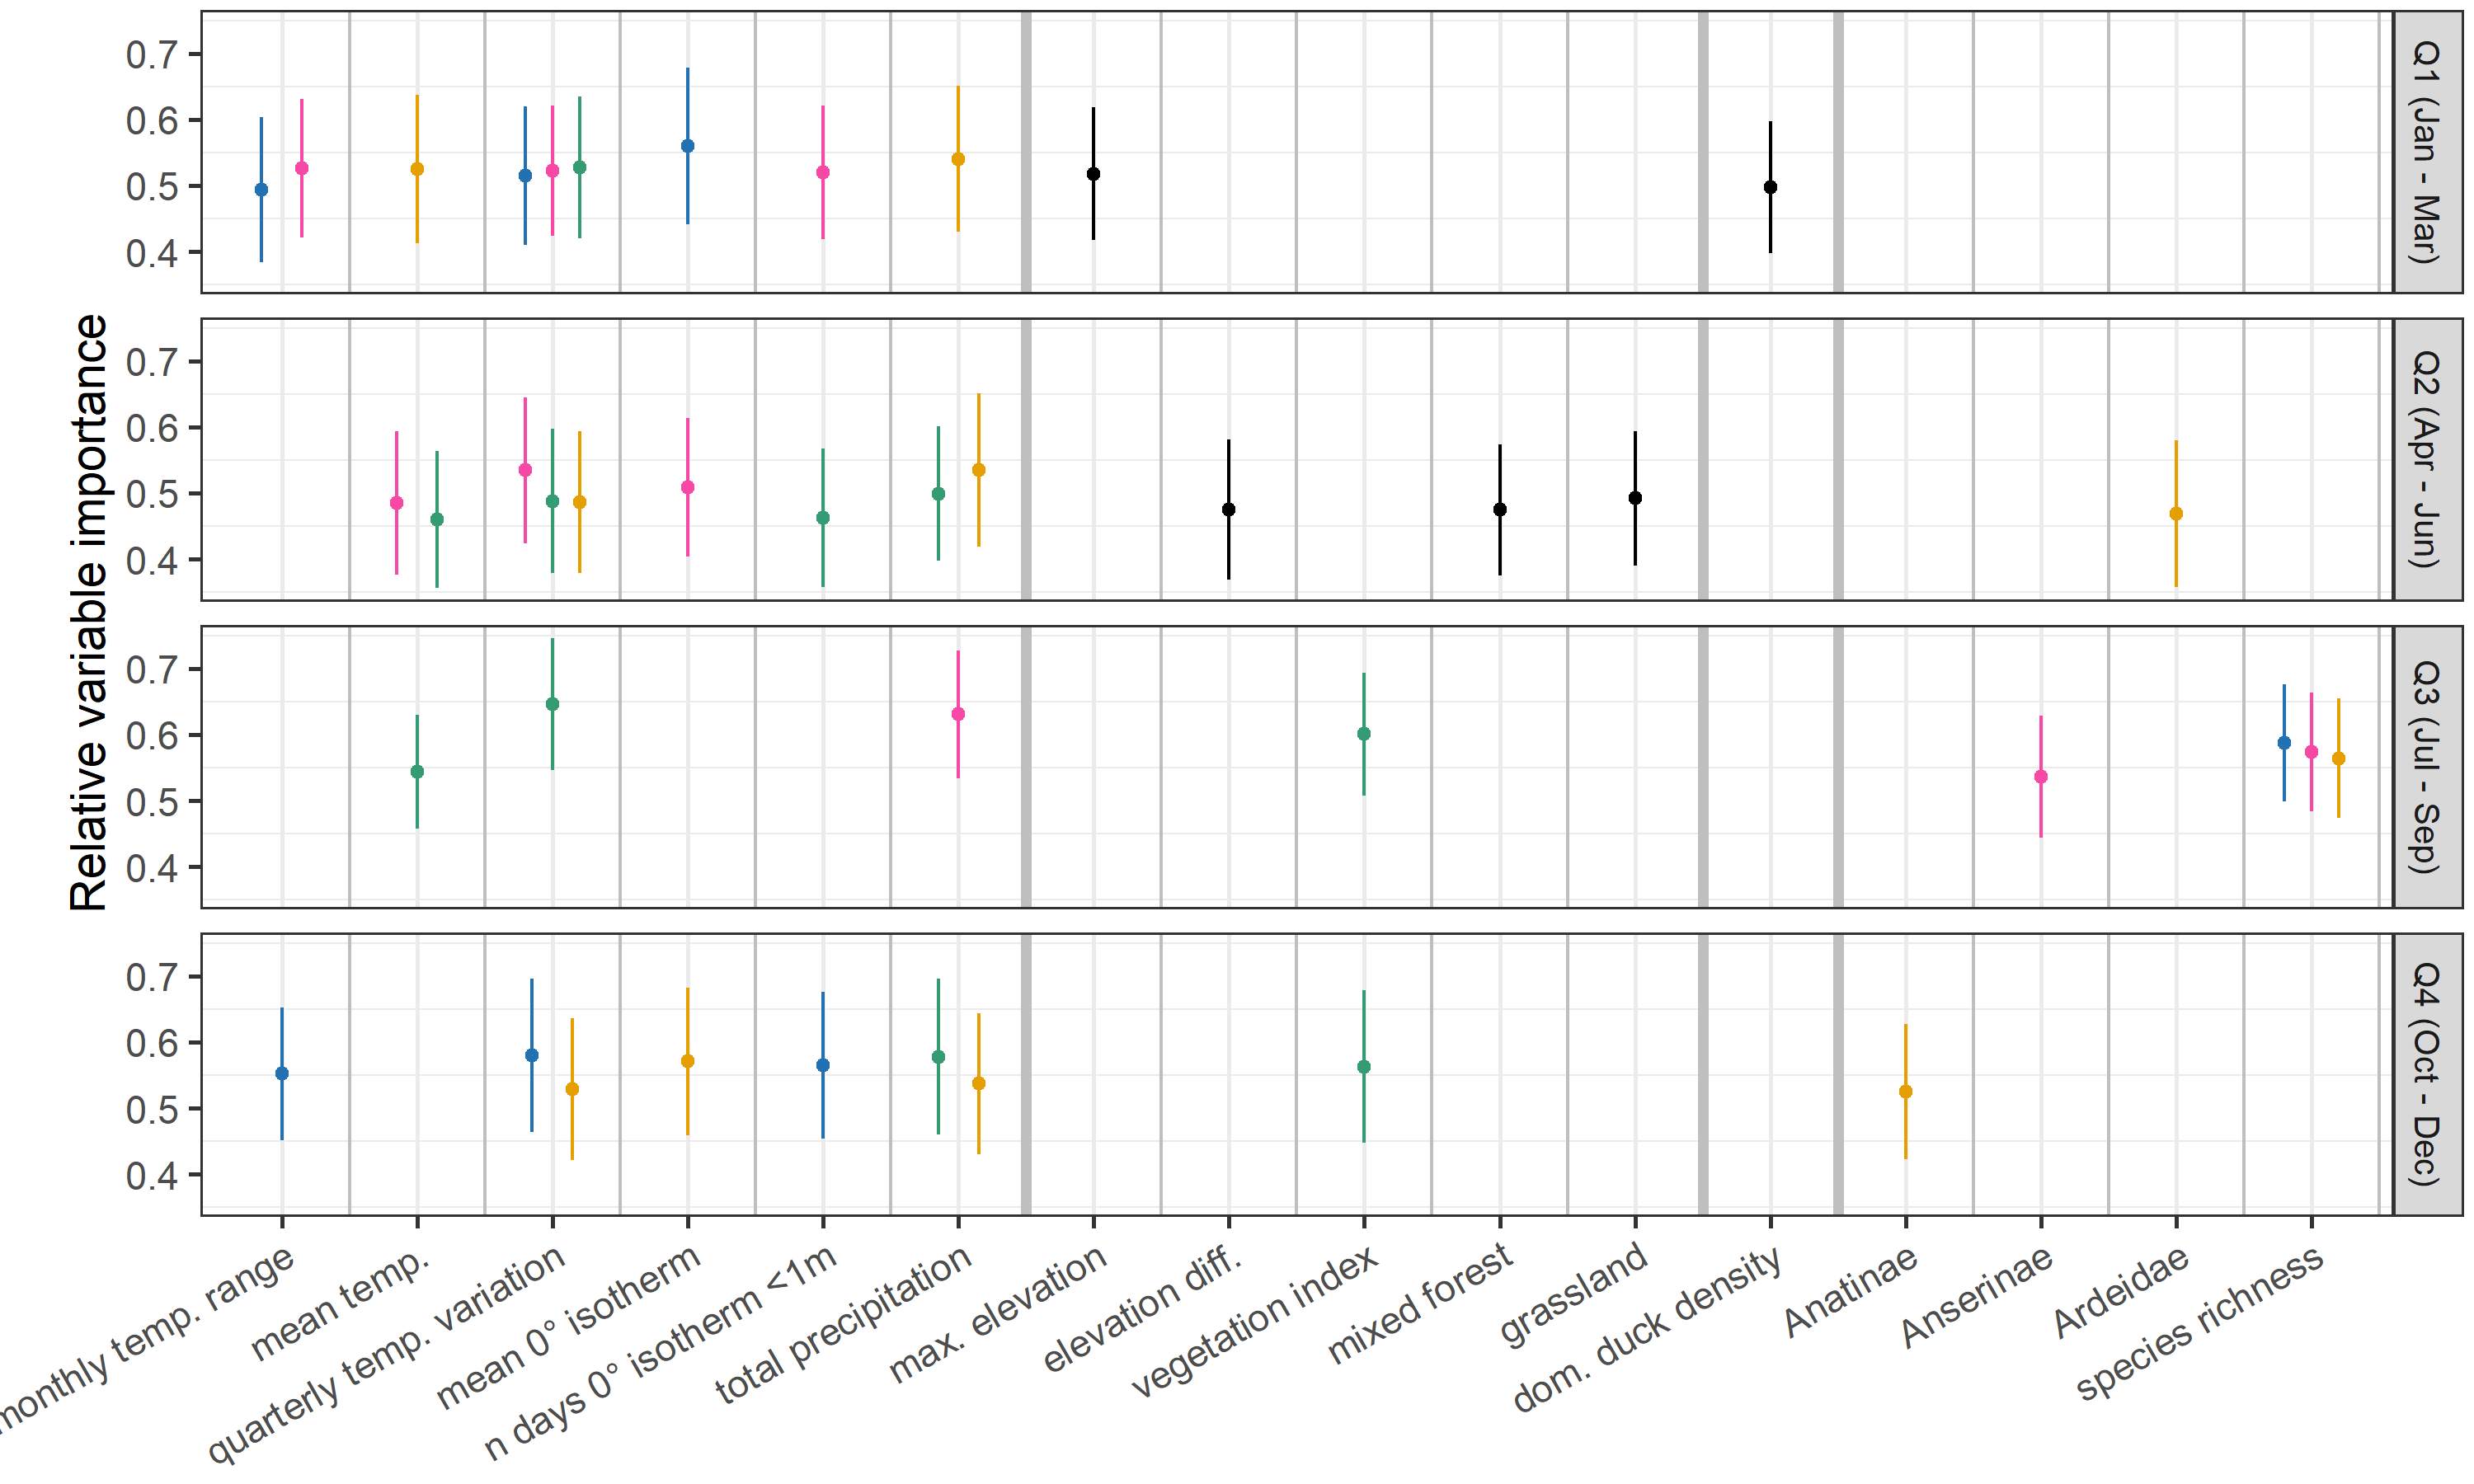 Relative variable importance
0.7
0.6
0.5
0.4
Q1 (Jan - Mar)
0.7
0.6
0.5
0.4
Q2 (Apr - Jun)
0.7
0.6
0.5
0.4
Q3 (Jul - Sep)
0.7
0.6
0.5
0.4
Q4 (Oct - Dec)
monthly temp. range
mean temp.
quarterly temp. variation
mean 0° isotherm
n days 0° isotherm <1m
total precipitation
max. elevation
elevation diff.
vegetation index
mixed forest
grassland
dom. duck density
Anatinae
Anserinae
Ardeidae
species richness